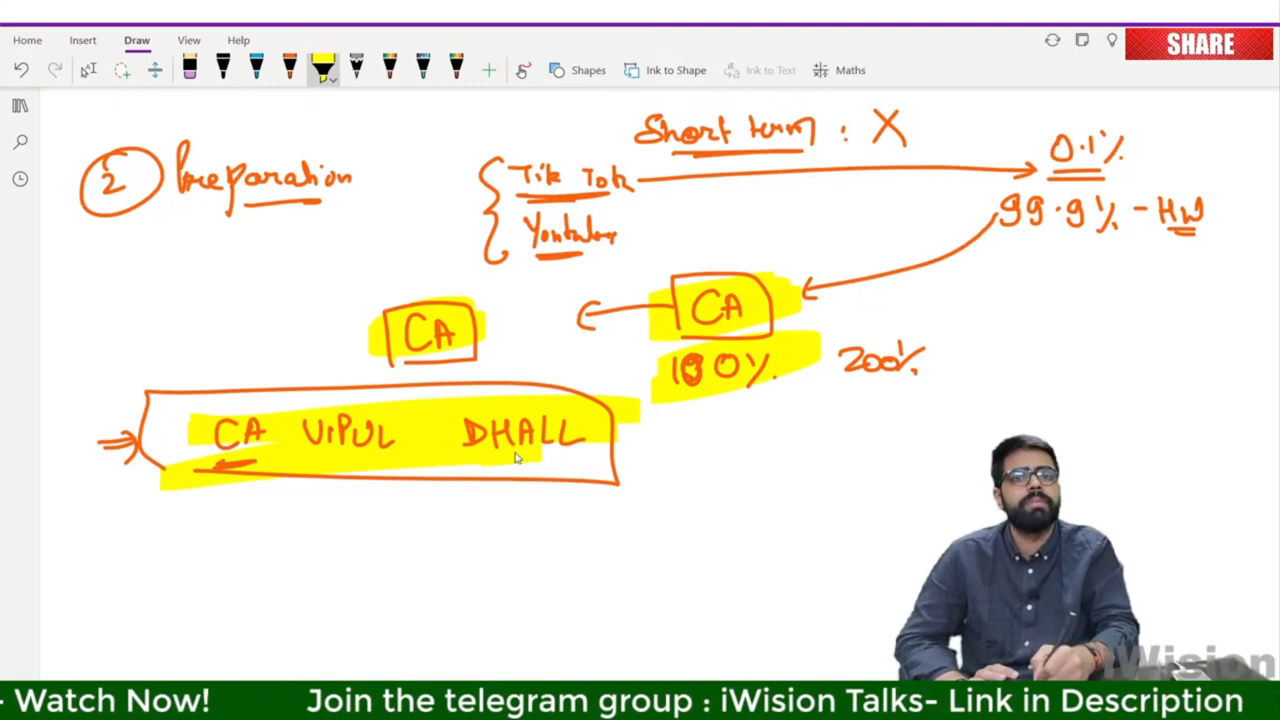 Home Insert Draw View Help
SHARE
Shapes Ink to Shape Ink to Text Maths
Short term : X
2 Preparation
Tik Tok
0.1%
Youtuber
99.9% - HW
CA
CA
100% 200%
CA VIPUL DHALL
iWision
- Watch Now! Join the telegram group : iWision Talks- Link in Description